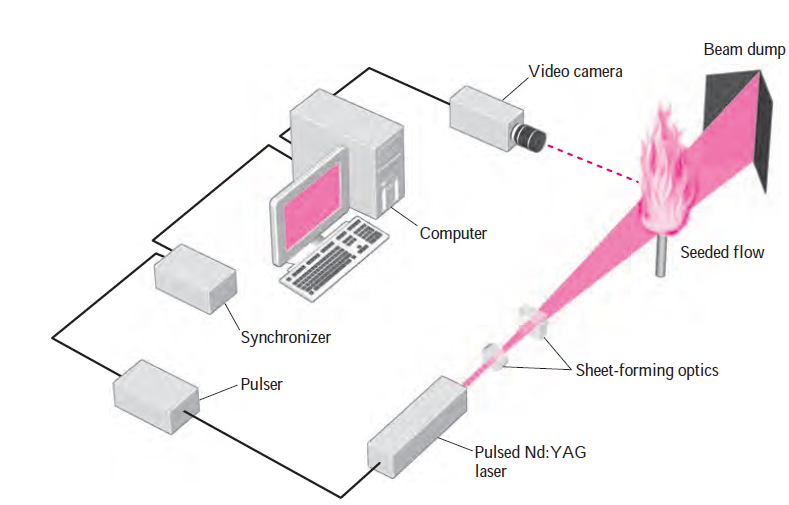 Beam dump
Video camera
Computer
Seeded flow
Synchronizer
Sheet-forming optics
Pulser
Pulsed Nd:YAG
laser